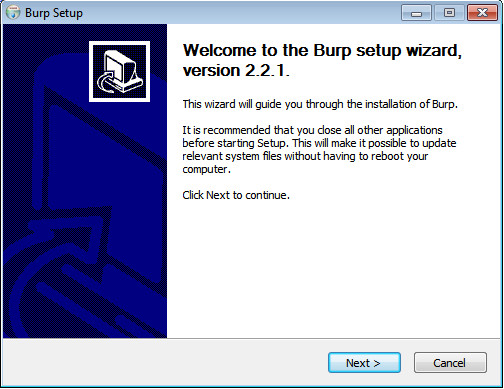 Burp Setup
Welcome to the Burp setup wizard,
version 2.2.1.
This wizard will guide you through the installation of Burp.
It is recommended that you close all other applications
before starting Setup. This will make it possible to update
relevant system files without having to reboot your
computer.
Click Next to continue.
Next >
Cancel